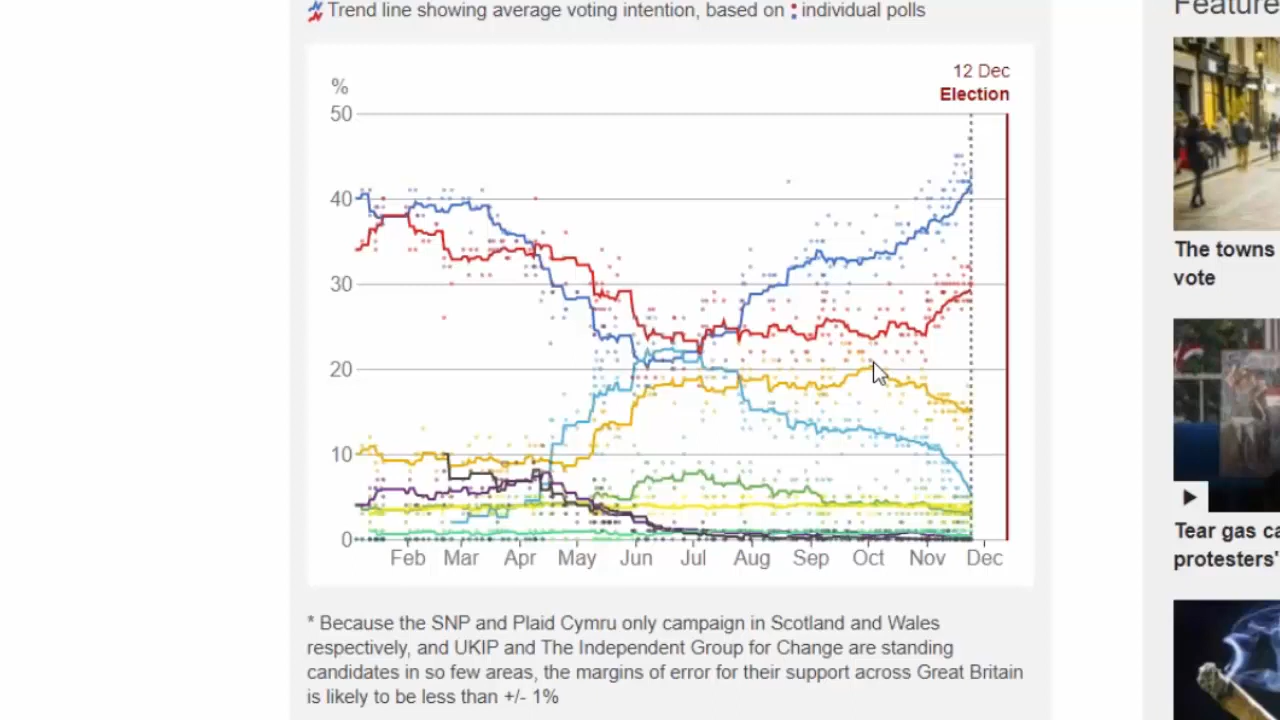 Feature
Trend line showing average voting intention, based on individual polls
12 Dec
Election
%
50
40
30
20
10
0
Feb Mar Apr May Jun Jul Aug Sep Oct Nov Dec
* Because the SNP and Plaid Cymru only campaign in Scotland and Wales
respectively, and UKIP and The Independent Group for Change are standing
candidates in so few areas, the margins of error for their support across Great Britain
is likely to be less than +/- 1%
The towns
vote
Tear gas ca
protesters'